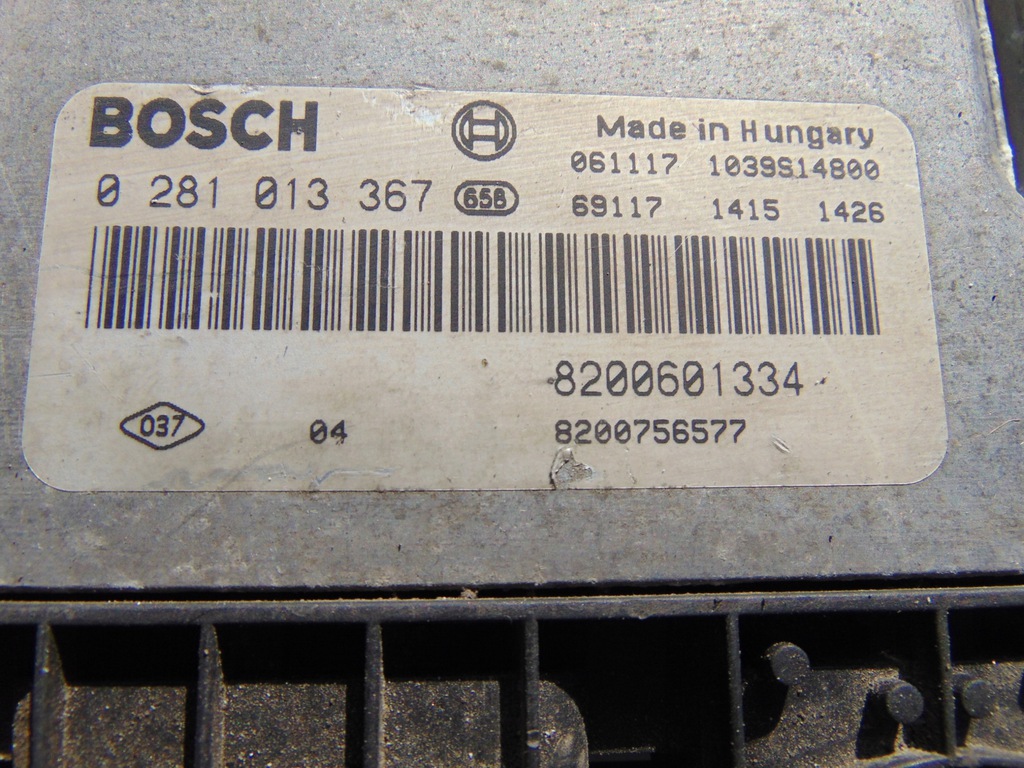 BOSCH
Made in Hungary
061117 1039S14800
0 281 013 367 658
69117 1415 1426
8200601334
037 04 8200756577